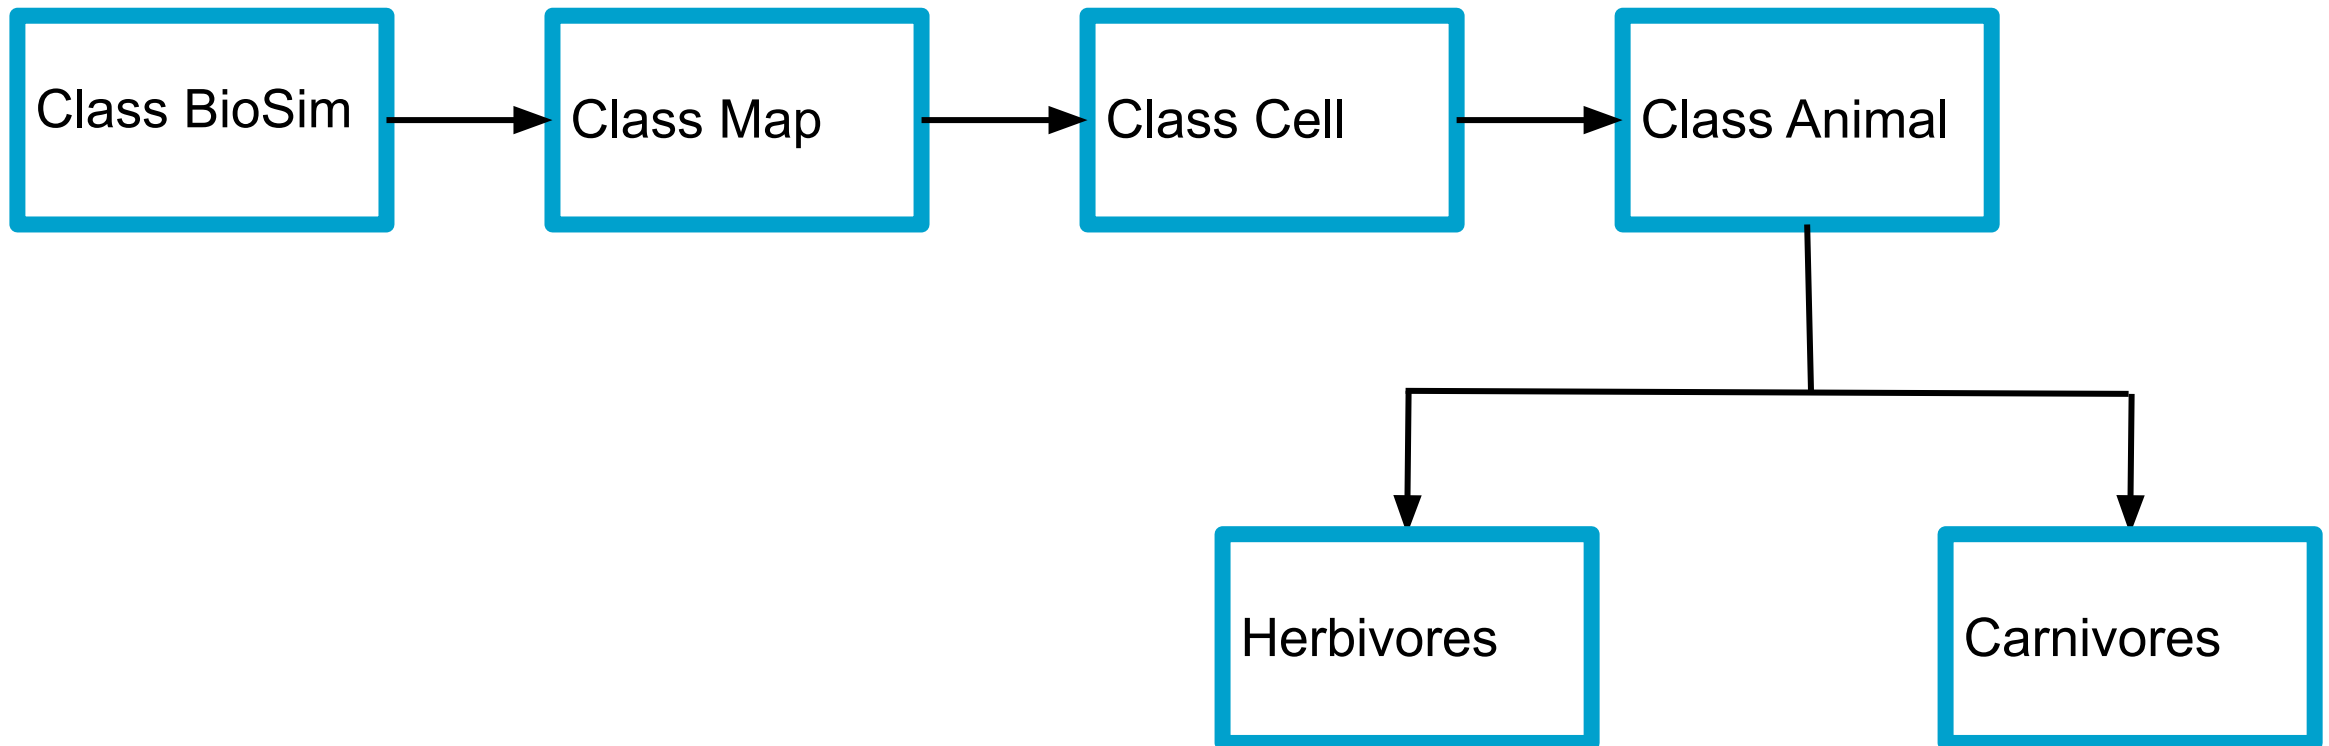 Class BioSim
Class Map
Class Cell
Class Animal
Herbivores
Carnivores